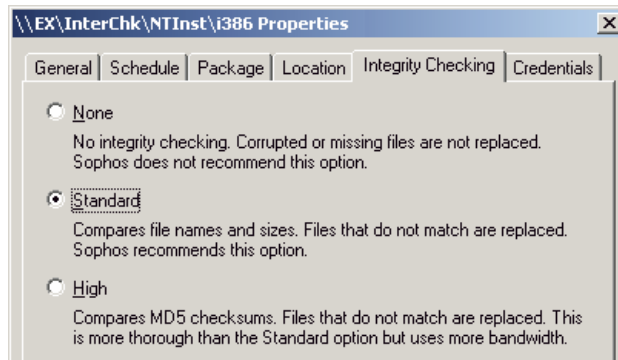 \\EX\InterChk\NTInst\i386 Properties
General Schedule Package Location Integrity Checking Credentials
None
No integrity checking. Corrupted or missing files are not replaced.
Sophos does not recommend this option.
Standard
Compares file names and sizes. Files that do not match are replaced.
Sophos recommends this option.
High
Compares MD5 checksums. Files that do not match are replaced. This
is more thorough than the Standard option but uses more bandwidth.